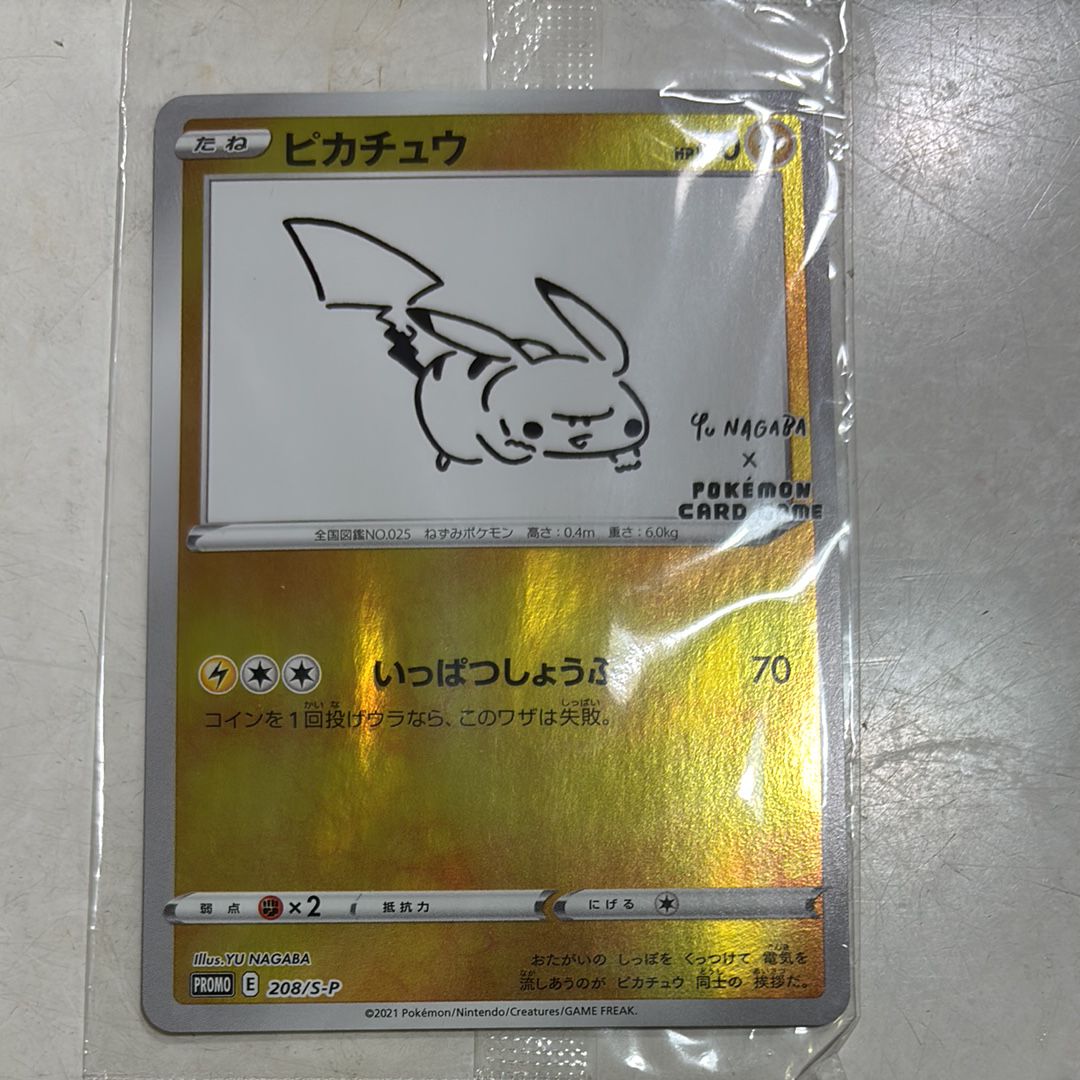 たね ピカチュウ HP
YU NAGABA
×
POKÉMON
CARD GAME
全国図鑑NO.025 ねずみポケモン 高さ：0.4m 重さ：6.0kg
いっぱつしょうぶ 70
コインを1回投げウラなら、このワザは失敗。
弱点 ×2 抵抗力 にげる
Illus.YU NAGABA
おたがいの しっぽを くっつけて 電気を
流しあうのが ピカチュウ 同士の 挨拶だ。
PROMO E 208/S-P
©2021 Pokémon/Nintendo/Creatures/GAME FREAK.